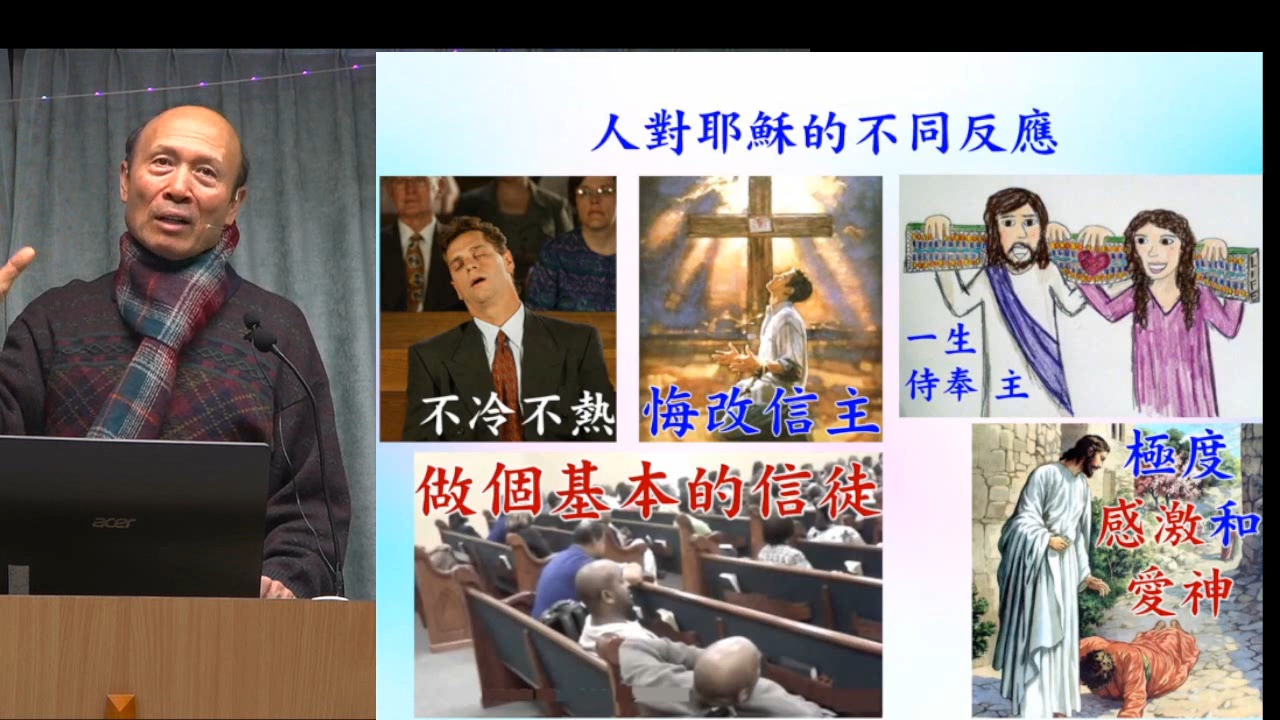 人對耶穌的不同反應
不冷不熱
悔改信主
一生
侍奉 主
做個基本的信徒
極度
感激和
愛神
acer